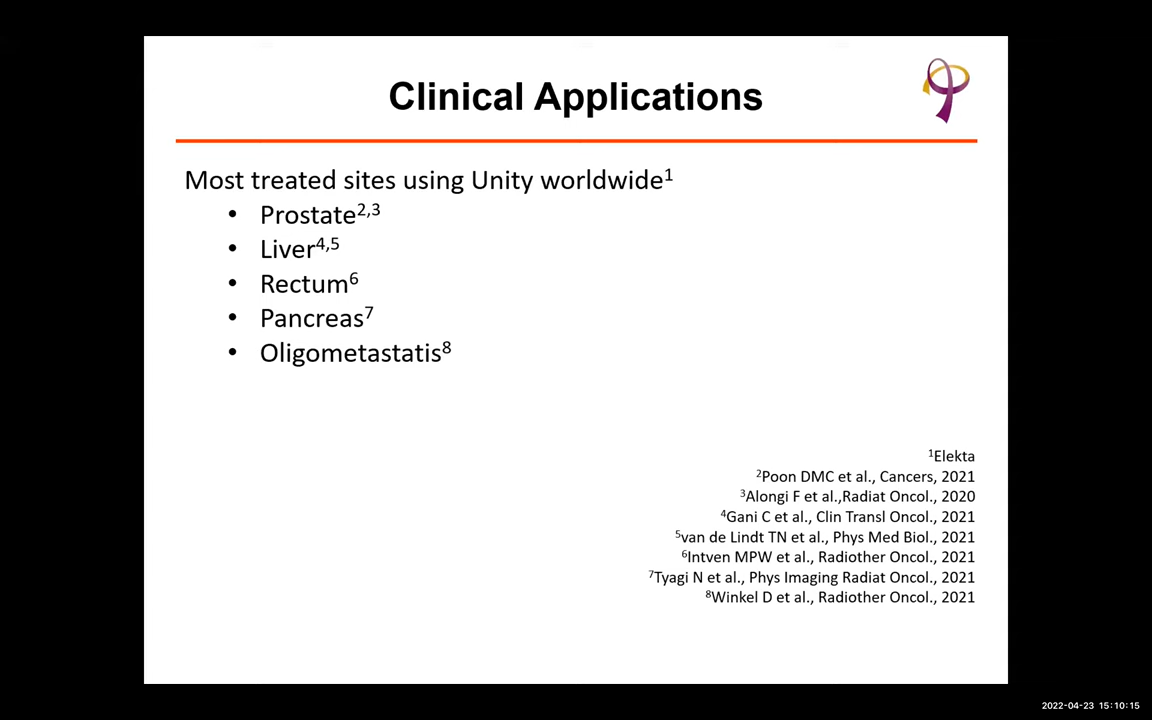 Clinical Applications
Most treated sites using Unity worldwide¹
• Prostate²,³
• Liver⁴,⁵
• Rectum⁶
• Pancreas⁷
• Oligometastatis⁸
¹Elekta
²Poon DMC et al., Cancers, 2021
³Alongi F et al.,Radiat Oncol., 2020
⁴Gani C et al., Clin Transl Oncol., 2021
⁵van de Lindt TN et al., Phys Med Biol., 2021
⁶Intven MPW et al., Radiother Oncol., 2021
⁷Tyagi N et al., Phys Imaging Radiat Oncol., 2021
⁸Winkel D et al., Radiother Oncol., 2021
2022-04-23 15:10:15